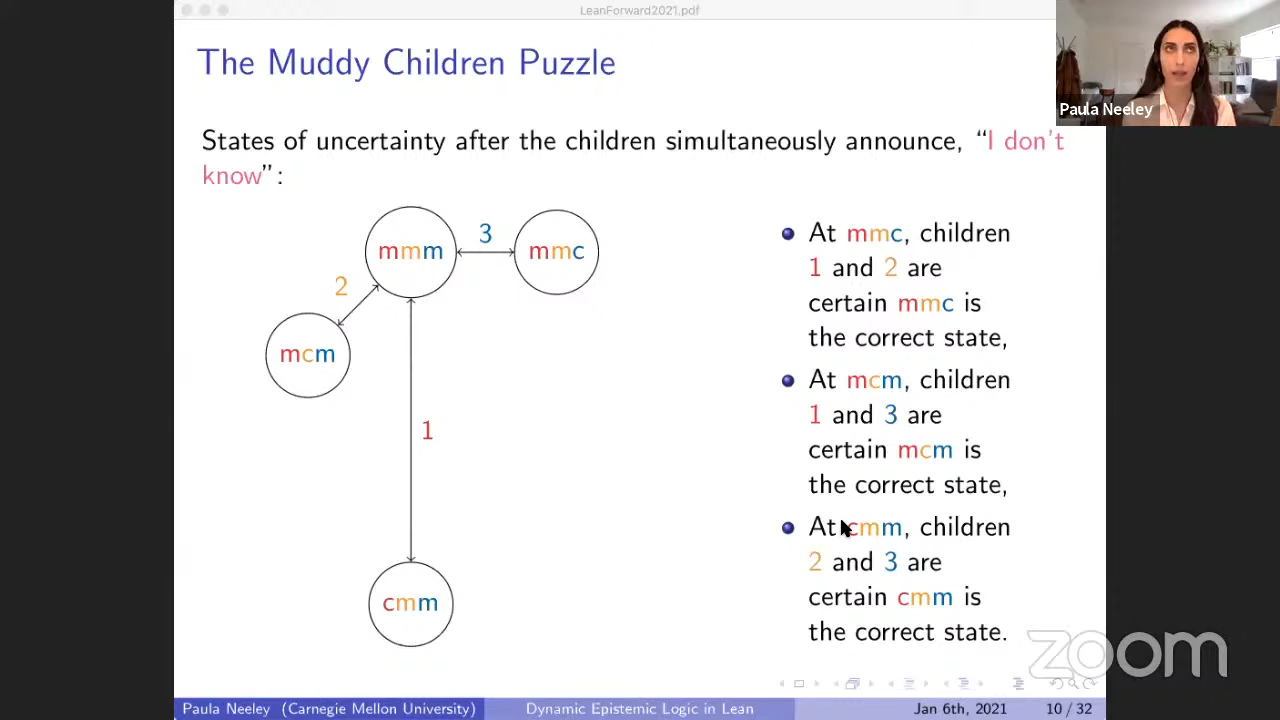 LeanForward2021.pdf
The Muddy Children Puzzle
Paula Neeley
States of uncertainty after the children simultaneously announce, “I don't
know”:
mmm
3
mmc
2
mcm
1
cmm
At mmc, children
1 and 2 are
certain mmc is
the correct state,
At mcm, children
1 and 3 are
certain mcm is
the correct state,
At cmm, children
2 and 3 are
certain cmm is
the correct state.
zoom
Paula Neeley (Carnegie Mellon University)
Dynamic Epistemic Logic in Lean
Jan 6th, 2021
10 / 32